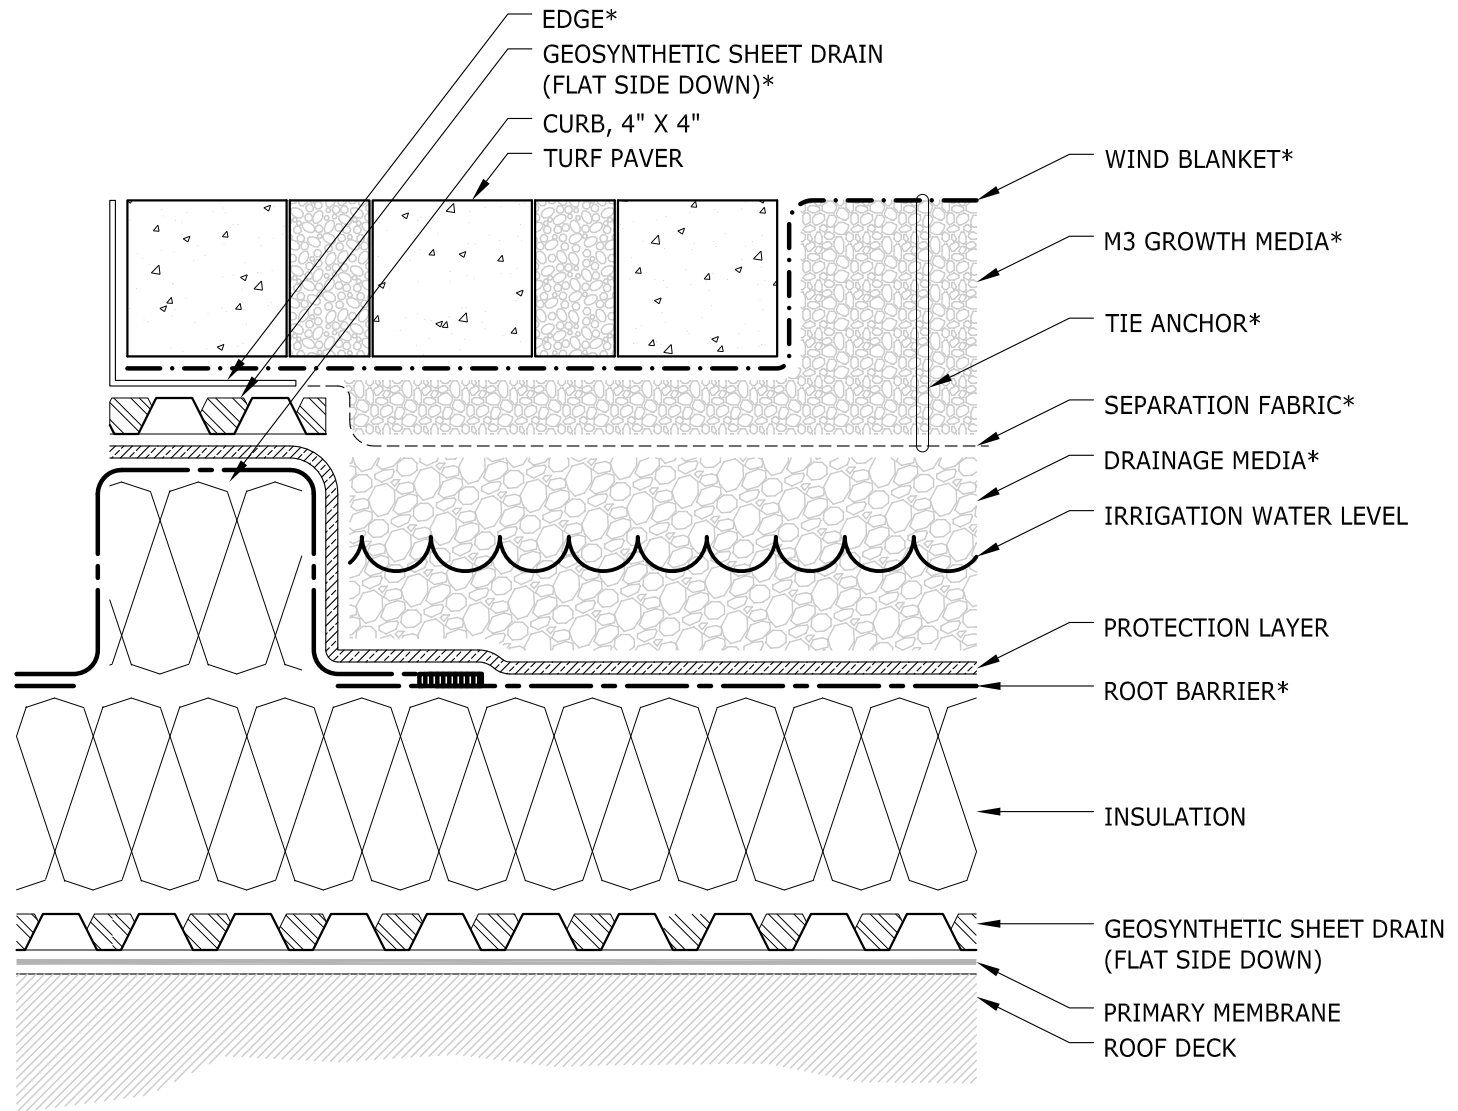 EDGE*
GEOSYNTHETIC SHEET DRAIN
(FLAT SIDE DOWN)*
CURB, 4" X 4"
TURF PAVER
WIND BLANKET*
M3 GROWTH MEDIA*
TIE ANCHOR*
SEPARATION FABRIC*
DRAINAGE MEDIA*
IRRIGATION WATER LEVEL
PROTECTION LAYER
ROOT BARRIER*
INSULATION
GEOSYNTHETIC SHEET DRAIN
(FLAT SIDE DOWN)
PRIMARY MEMBRANE
ROOF DECK